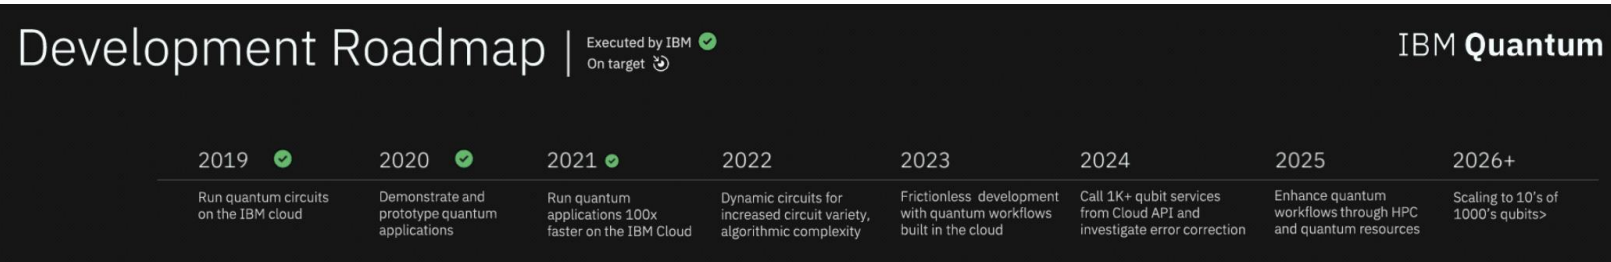 Development Roadmap
Executed by IBM
On target
IBM Quantum
2019
Run quantum circuits
on the IBM cloud
2020
Demonstrate and
prototype quantum
applications
2021
Run quantum
applications 100x
faster on the IBM Cloud
2022
Dynamic circuits for
increased circuit variety,
algorithmic complexity
2023
Frictionless development
with quantum workflows
built in the cloud
2024
Call 1K+ qubit services
from Cloud API and
investigate error correction
2025
Enhance quantum
workflows through HPC
and quantum resources
2026+
Scaling to 10's of
1000's qubits>